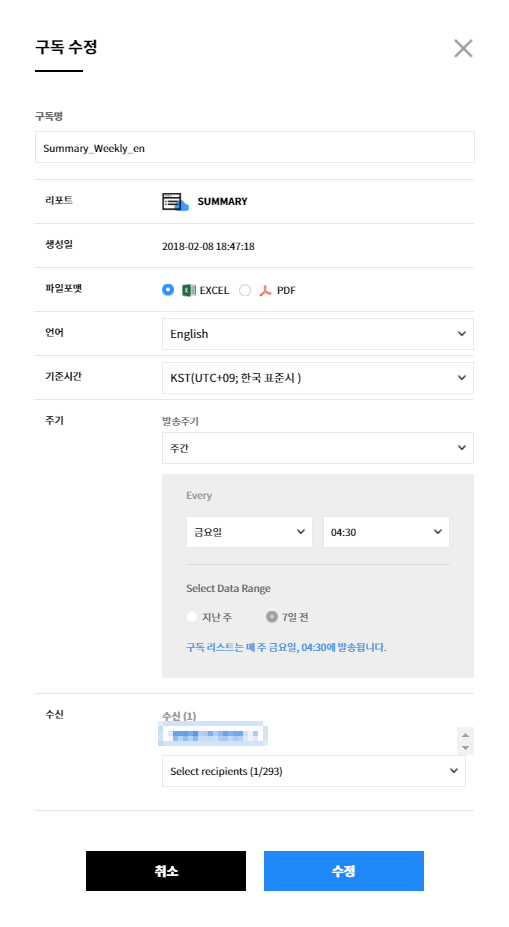 구독 수정
구독명
Summary_Weekly_en
리포트 SUMMARY
생성일 2018-02-08 18:47:18
파일포맷 EXCEL PDF
언어 English
기준시간 KST(UTC+09; 한국 표준시 )
주기 발송주기
주간
Every
금요일 04:30
Select Data Range
지난 주 7일 전
구독 리스트는 매 주 금요일, 04:30에 발송됩니다.
수신 수신 (1)
Select recipients (1/293)
취소 수정